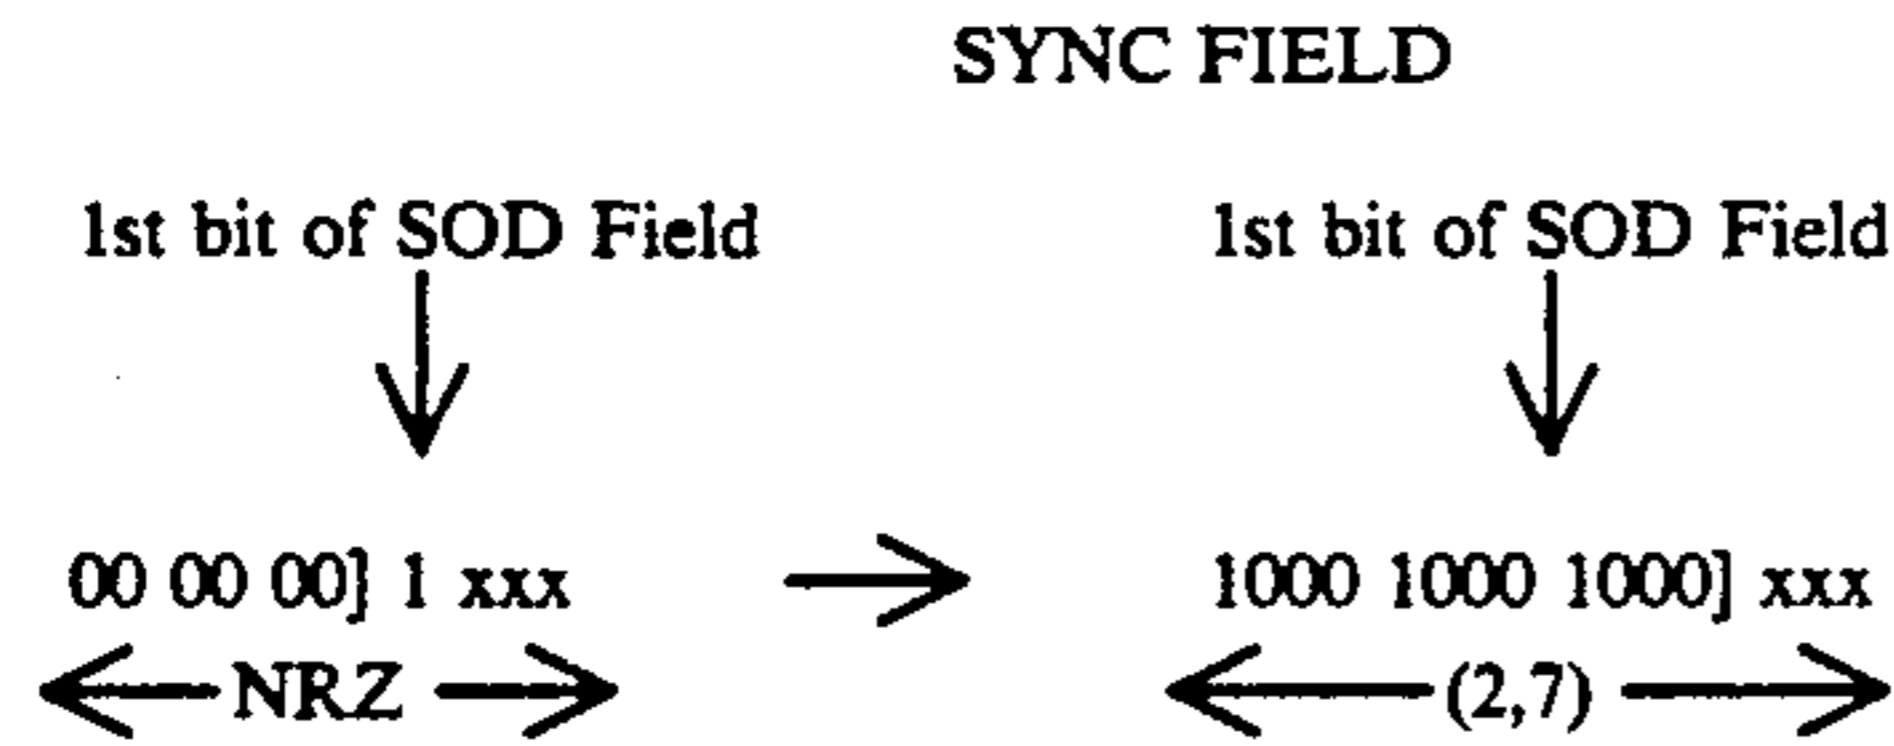 SYNC FIELD
1st bit of SOD Field 1st bit of SOD Field
00 00 00] 1 xxx 1000 1000 1000] xxx
NRZ (2,7)